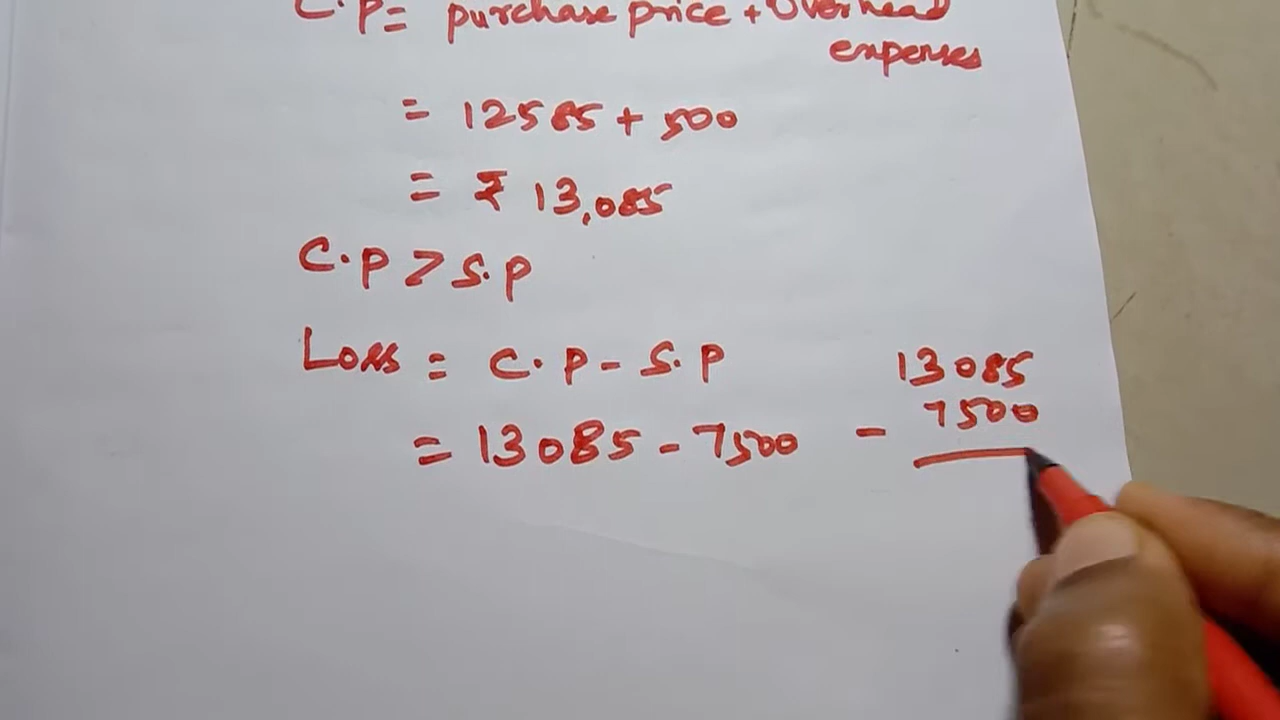 C.P = purchase price + Overhead
expenses
= 12585 + 500
= ₹ 13,085
C.P > S.P
Loss = C.P - S.P
= 13085 - 7500
13085
- 7500